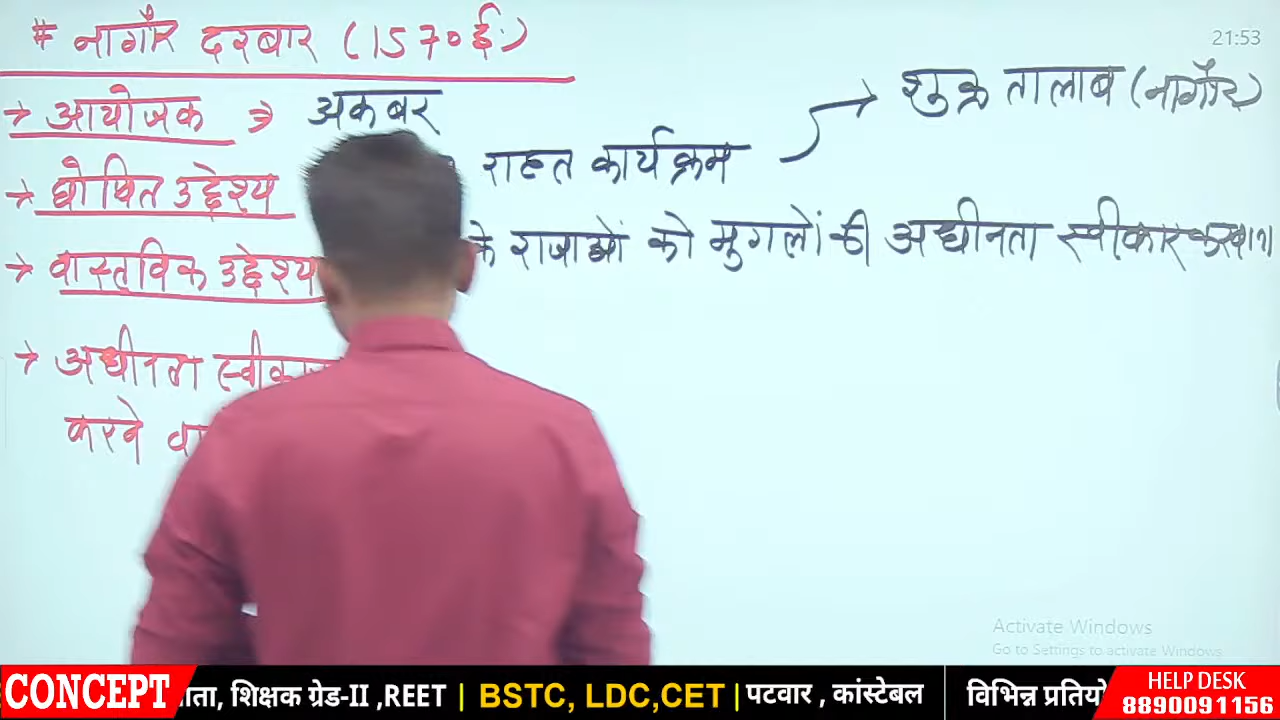 # नागौर दरबार (1570 ई.)
21:53
→ आयोजक ⇒ अकबर
→ शुक्र तालाब (नागौर)
→ घोषित उद्देश्य राहत कार्यक्रम
→ वास्तविक उद्देश्य के राजाओं को मुगलों की अधीनता स्वीकार करवाना
→ अधीनता
करने
Activate Windows
Go to Settings to activate Windows
CONCEPT
शिक्षक ग्रेड-II ,REET | BSTC, LDC,CET | पटवार , कांस्टेबल | विभिन्न
HELP DESK
8890091156